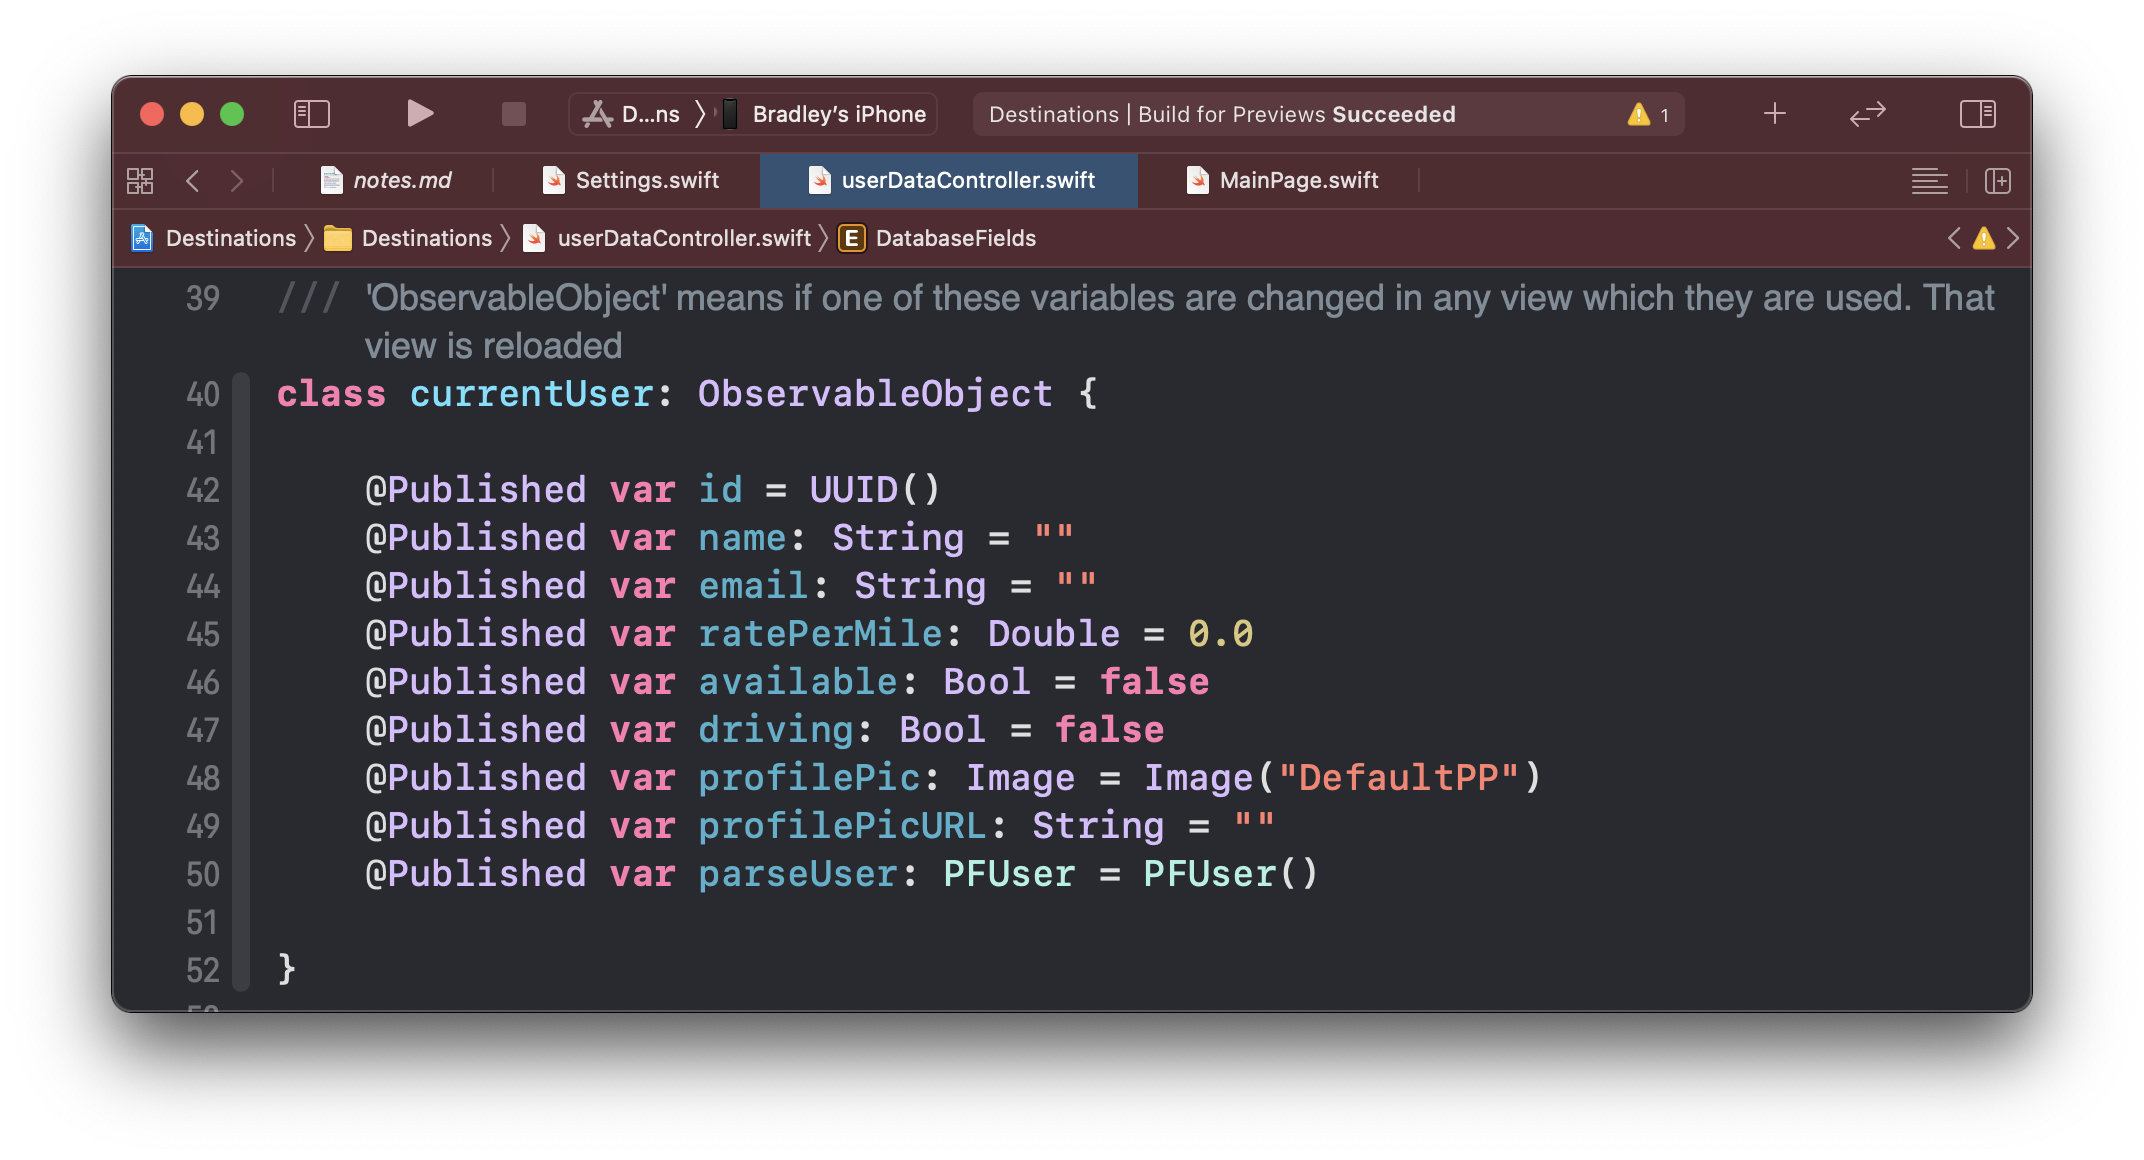 D...ns 〉 Bradley’s iPhone
Destinations | Build for Previews Succeeded
1
notes.md
Settings.swift
userDataController.swift
MainPage.swift
Destinations 〉 Destinations 〉 userDataController.swift 〉 E DatabaseFields
39 /// 'ObservableObject' means if one of these variables are changed in any view which they are used. That
view is reloaded
40 class currentUser: ObservableObject {
41
42 @Published var id = UUID()
43 @Published var name: String = ""
44 @Published var email: String = ""
45 @Published var ratePerMile: Double = 0.0
46 @Published var available: Bool = false
47 @Published var driving: Bool = false
48 @Published var profilePic: Image = Image("DefaultPP")
49 @Published var profilePicURL: String = ""
50 @Published var parseUser: PFUser = PFUser()
51
52 }